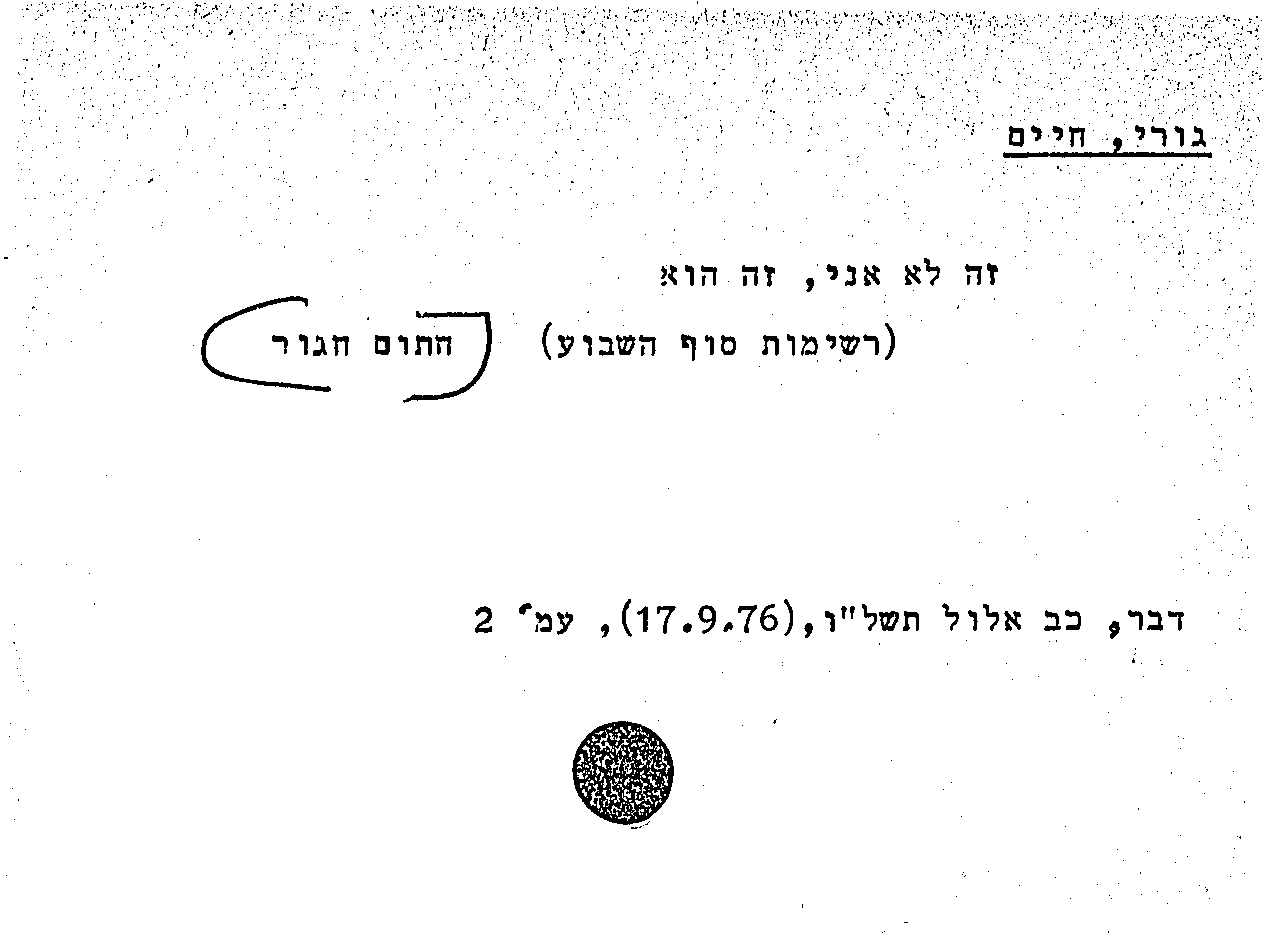 גורי, חיים
זה לא אני, זה הוא
(רשימות סוף השבוע) חתום חגור
דבר, כב אלול תשל"ו,(17.9.76), עמ' 2